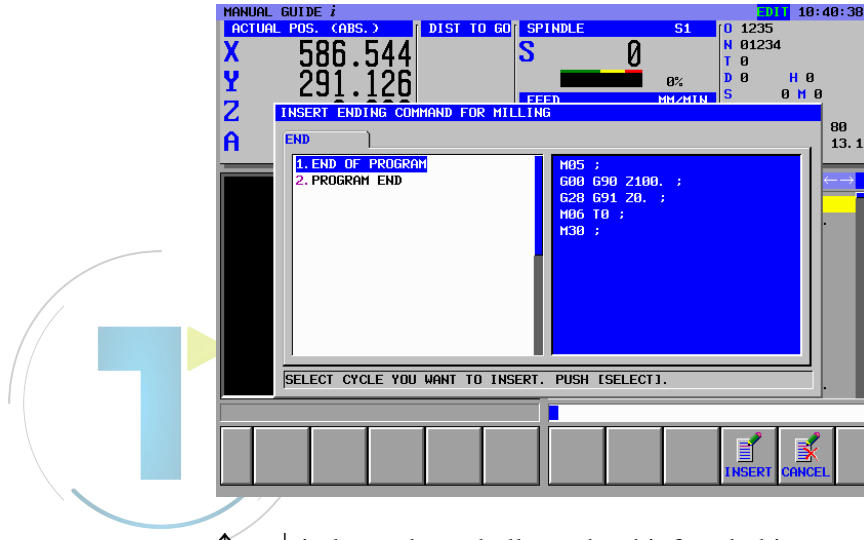 MANUAL GUIDE i EDIT 10:40:38
ACTUAL POS. (ABS.) DIST TO GO SPINDLE S1 O 1235
X 586.544 S 0 N 01234
T 0
Y 291.126 0% D 0 H 0
FEED MM/MIN S 0 M 0
Z
INSERT ENDING COMMAND FOR MILLING
A 80
13.1
END
1.END OF PROGRAM
2.PROGRAM END
M05 ;
G00 G90 Z100. ;
G28 G91 Z0. ;
M06 T0 ;
M30 ;
←→
SELECT CYCLE YOU WANT TO INSERT. PUSH [SELECT].
INSERT CANCEL